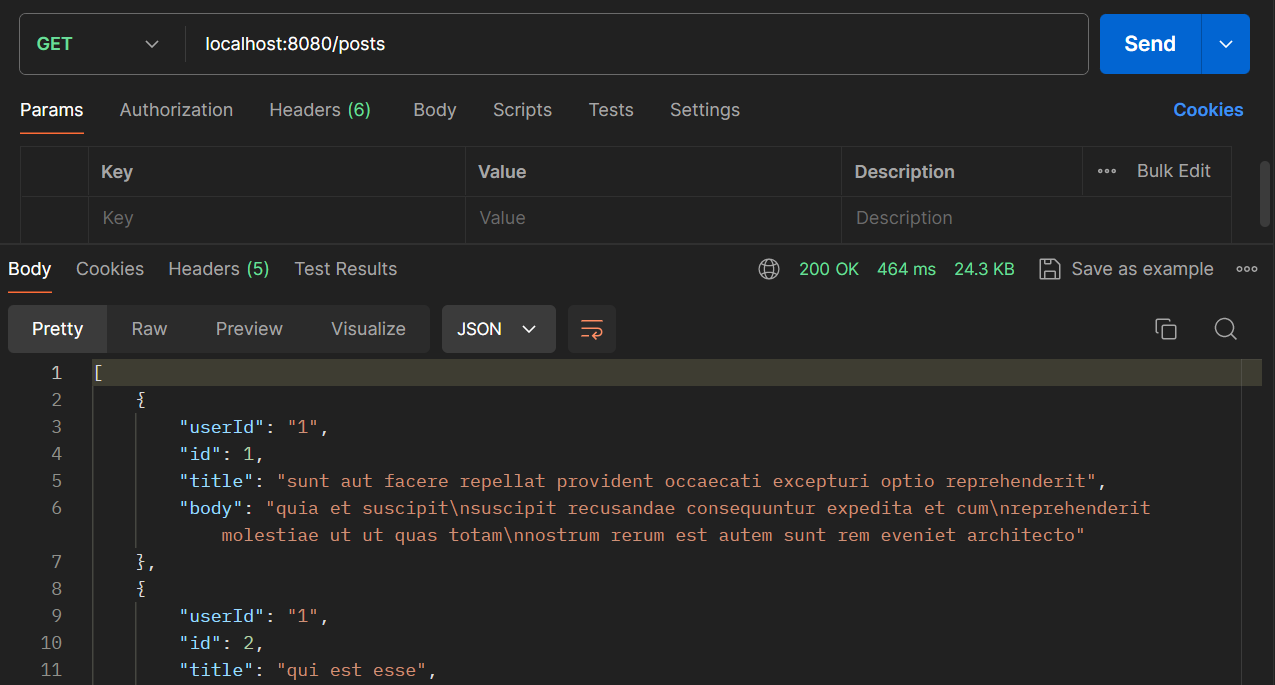 GET localhost:8080/posts Send
Params Authorization Headers (6) Body Scripts Tests Settings Cookies
Key Value Description Bulk Edit
Key Value Description
Body Cookies Headers (5) Test Results 200 OK 464 ms 24.3 KB Save as example
Pretty Raw Preview Visualize JSON
1 [
2 {
3 "userId": "1",
4 "id": 1,
5 "title": "sunt aut facere repellat provident occaecati excepturi optio reprehenderit",
6 "body": "quia et suscipit\nsuscipit recusandae consequuntur expedita et cum\nreprehenderit
molestiae ut ut quas totam\nnostrum rerum est autem sunt rem eveniet architecto"
7 },
8 {
9 "userId": "1",
10 "id": 2,
11 "title": "qui est esse",